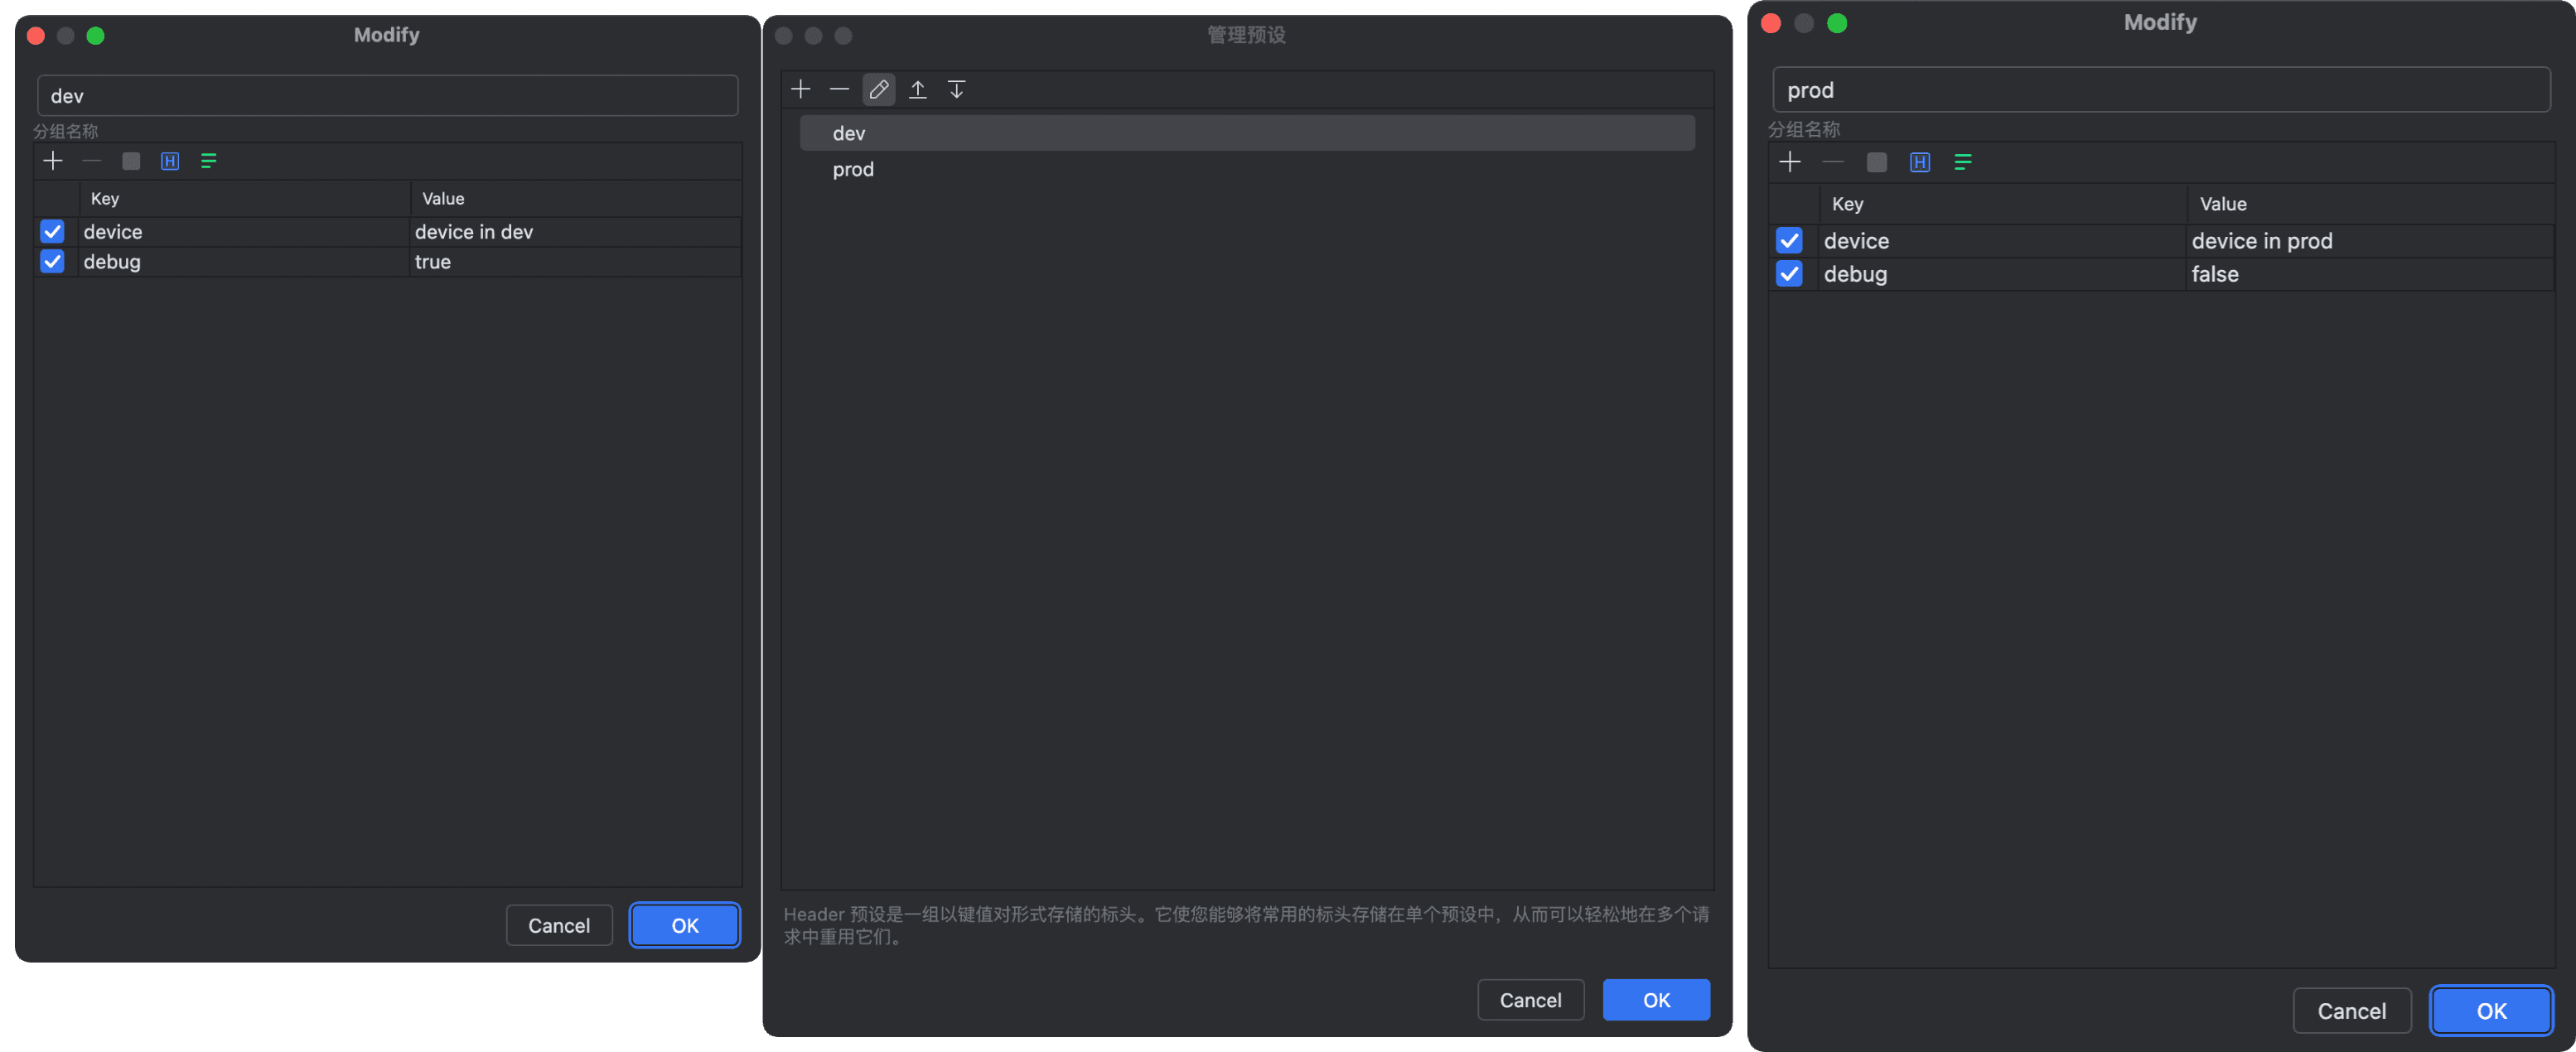 Modify
dev
分组名称
H
Key Value
device device in dev
debug true
Cancel OK
管理预设
dev
prod
Header 预设是一组以键值对形式存储的标头。它使您能够将常用的标头存储在单个预设中，从而可以轻松地在多个请
求中重用它们。
Cancel OK
Modify
prod
分组名称
H
Key Value
device device in prod
debug false
Cancel OK